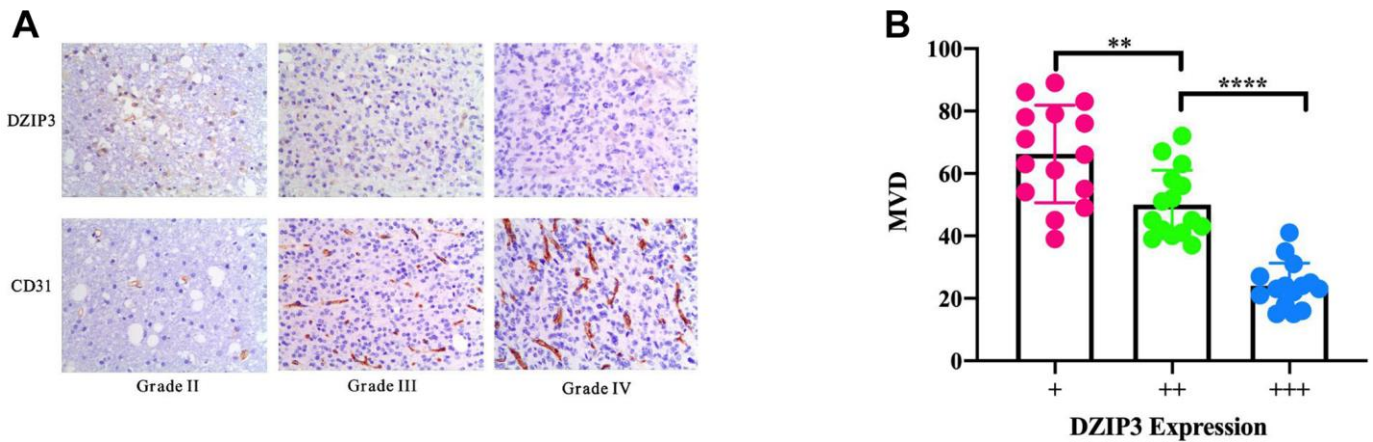 A
DZIP3
CD31
Grade II
Grade III
Grade IV
B
MVD
100
80
60
40
20
0
**
****
+
++
+++
DZIP3 Expression